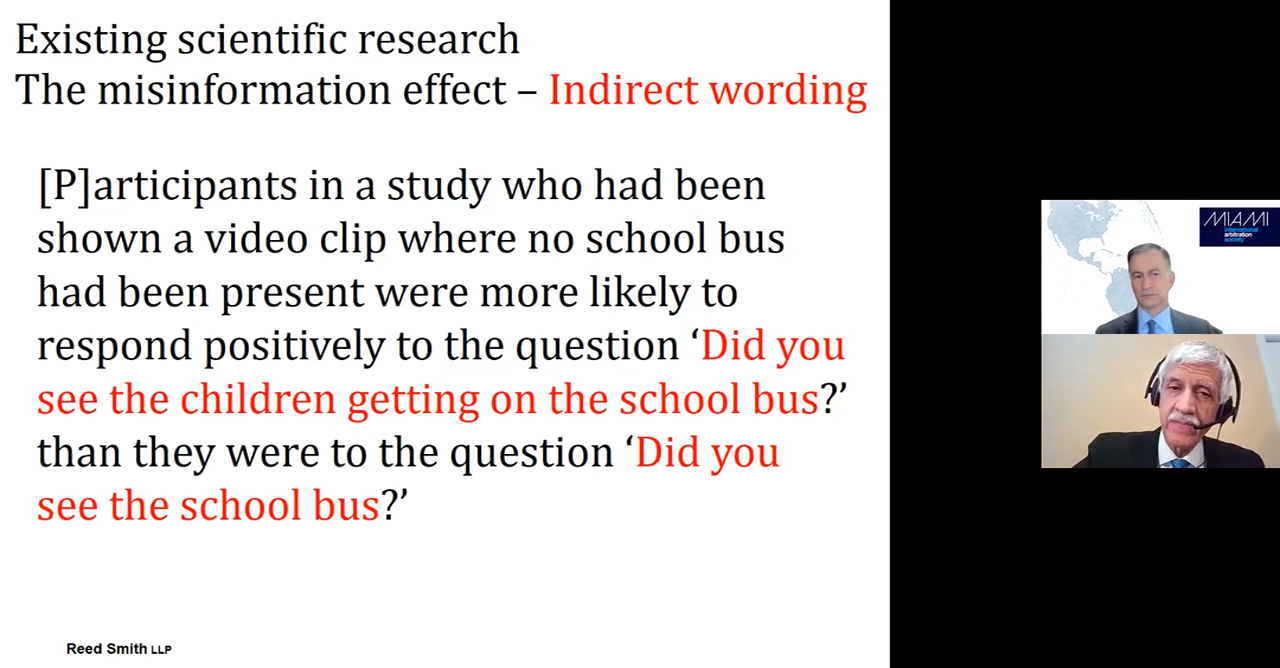 Existing scientific research
The misinformation effect – Indirect wording
[P]articipants in a study who had been
shown a video clip where no school bus
had been present were more likely to
respond positively to the question ‘Did you
see the children getting on the school bus?’
than they were to the question ‘Did you
see the school bus?’
Reed Smith LLP
MIAMI
international
arbitration
society